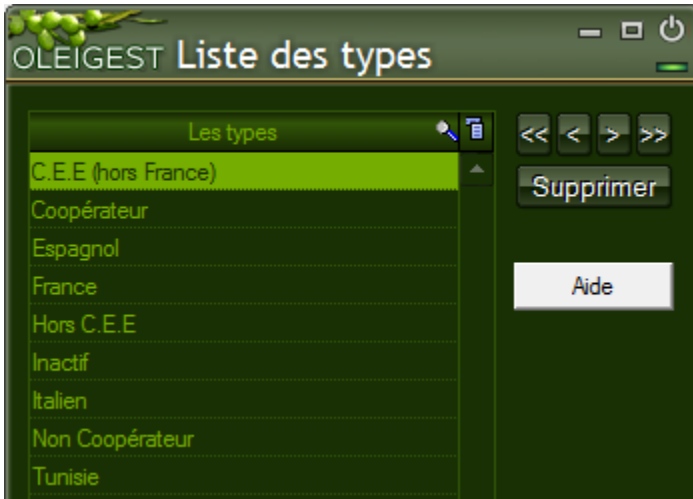 OLEIGEST Liste des types
Les types
<< < > >>
C.E.E (hors France)
Supprimer
Coopérateur
Espagnol
France
Aide
Hors C.E.E
Inactif
Italien
Non Coopérateur
Tunisie